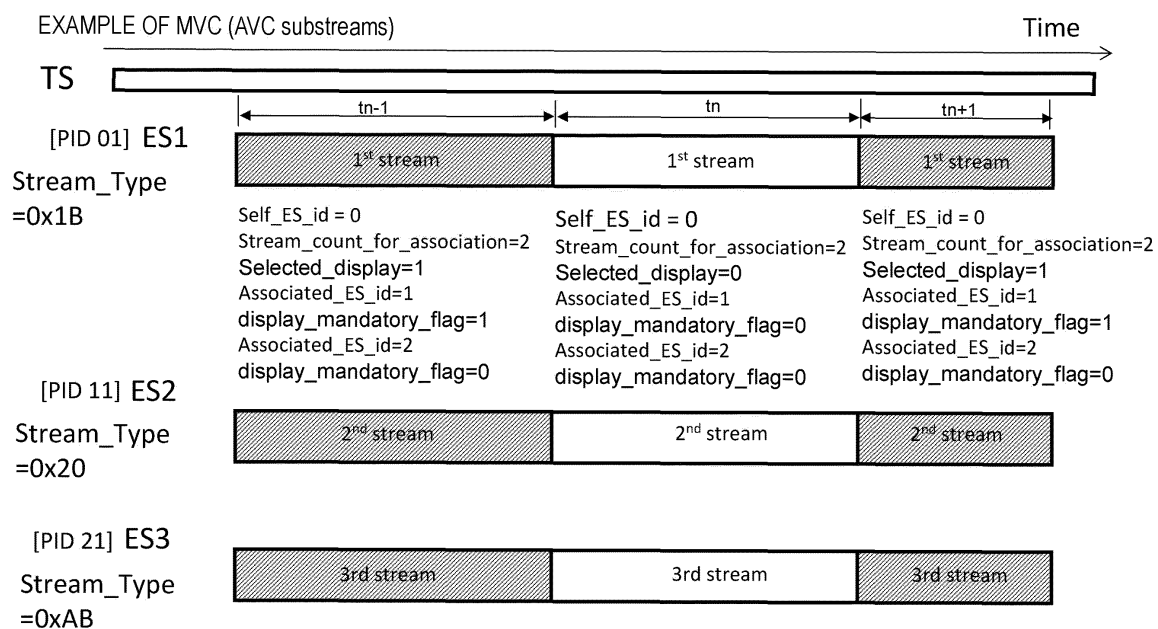 EXAMPLE OF MVC (AVC substreams)
Time
TS
tn-1
tn
tn+1
[PID 01] ES1
Stream_Type
=0x1B
1st stream
1st stream
1st stream
Self_ES_id = 0
Stream_count_for_association=2
Selected_display=1
Associated_ES_id=1
display_mandatory_flag=1
Associated_ES_id=2
display_mandatory_flag=0
Self_ES_id = 0
Stream_count_for_association=2
Selected_display=0
Associated_ES_id=1
display_mandatory_flag=0
Associated_ES_id=2
display_mandatory_flag=0
Self_ES_id = 0
Stream_count_for_association=2
Selected_display=1
Associated_ES_id=1
display_mandatory_flag=1
Associated_ES_id=2
display_mandatory_flag=0
[PID 11] ES2
Stream_Type
=0x20
2nd stream
2nd stream
2nd stream
[PID 21] ES3
Stream_Type
=0xAB
3rd stream
3rd stream
3rd stream